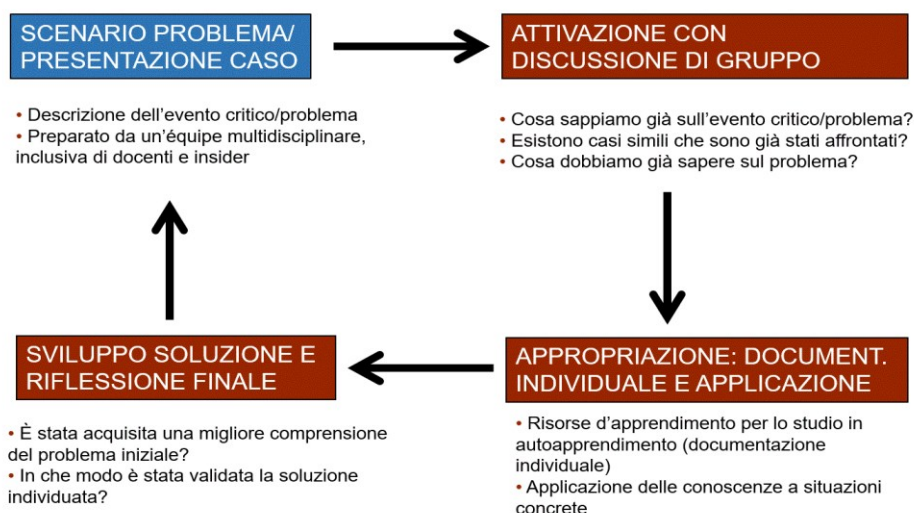 SCENARIO PROBLEMA/
PRESENTAZIONE CASO
• Descrizione dell'evento critico/problema
• Preparato da un'équipe multidisciplinare,
inclusiva di docenti e insider
ATTIVAZIONE CON
DISCUSSIONE DI GRUPPO
• Cosa sappiamo già sull'evento critico/problema?
• Esistono casi simili che sono già stati affrontati?
• Cosa dobbiamo già sapere sul problema?
SVILUPPO SOLUZIONE E
RIFLESSIONE FINALE
• È stata acquisita una migliore comprensione
del problema iniziale?
• In che modo è stata validata la soluzione
individuata?
APPROPRIAZIONE: DOCUMENT.
INDIVIDUALE E APPLICAZIONE
• Risorse d'apprendimento per lo studio in
autoapprendimento (documentazione
individuale)
• Applicazione delle conoscenze a situazioni
concrete